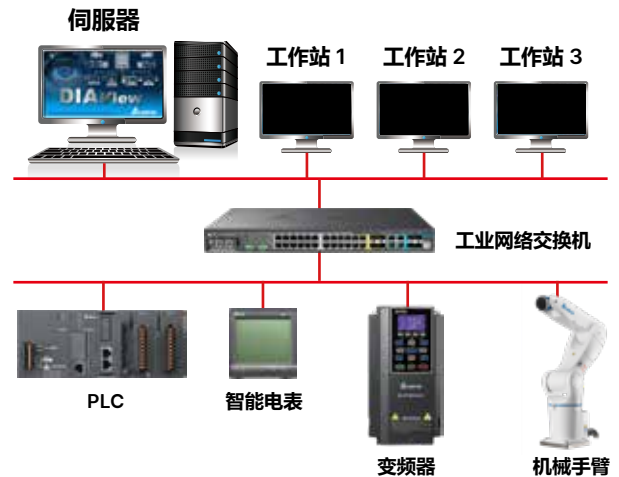 伺服器
工作站 1
工作站 2
工作站 3
DIAView
工业网络交换机
PLC
智能电表
变频器
机械手臂